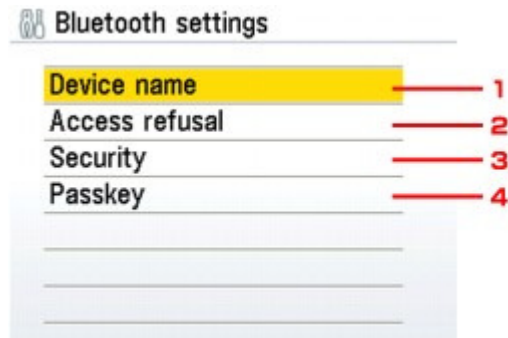 Bluetooth settings
Device name 1
Access refusal 2
Security 3
Passkey 4